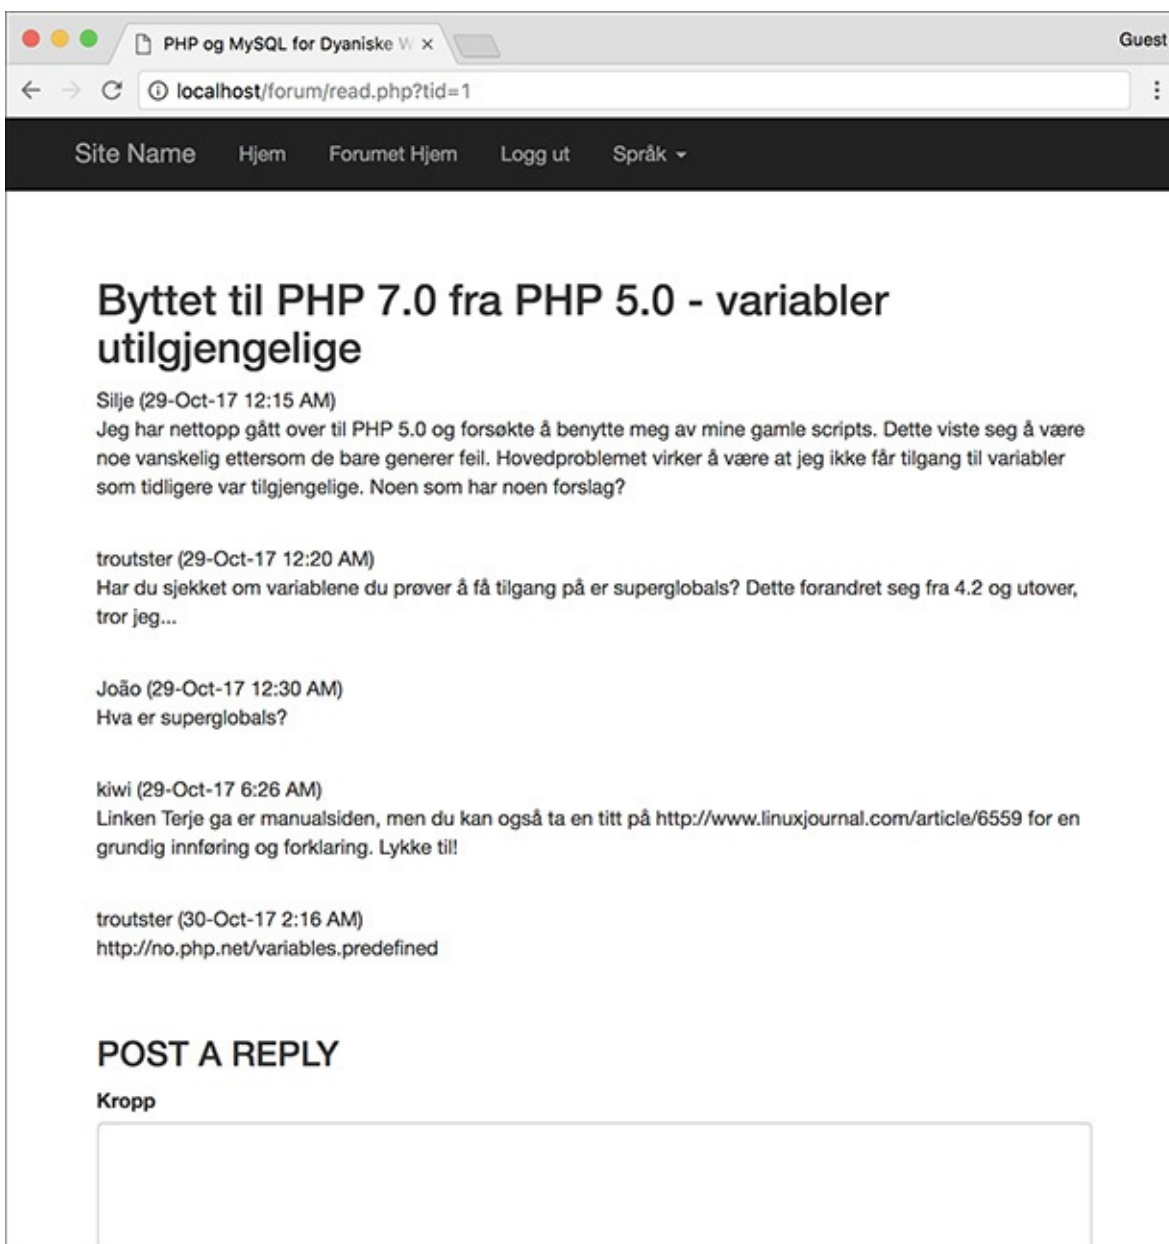 PHP og MySQL for Dyaniske W
Guest
localhost/forum/read.php?tid=1
Site Name Hjem Forumet Hjem Logg ut Språk
Byttet til PHP 7.0 fra PHP 5.0 - variabler
utilgjengelige
Silje (29-Oct-17 12:15 AM)
Jeg har nettopp gått over til PHP 5.0 og forsøkte å benytte meg av mine gamle scripts. Dette viste seg å være
noe vanskelig ettersom de bare generer feil. Hovedproblemet virker å være at jeg ikke får tilgang til variabler
som tidligere var tilgjengelige. Noen som har noen forslag?
troutster (29-Oct-17 12:20 AM)
Har du sjekket om variablene du prøver å få tilgang på er superglobals? Dette forandret seg fra 4.2 og utover,
tror jeg...
João (29-Oct-17 12:30 AM)
Hva er superglobals?
kiwi (29-Oct-17 6:26 AM)
Linken Terje ga er manualsiden, men du kan også ta en titt på http://www.linuxjournal.com/article/6559 for en
grundig innføring og forklaring. Lykke til!
troutster (30-Oct-17 2:16 AM)
http://no.php.net/variables.predefined
POST A REPLY
Kropp